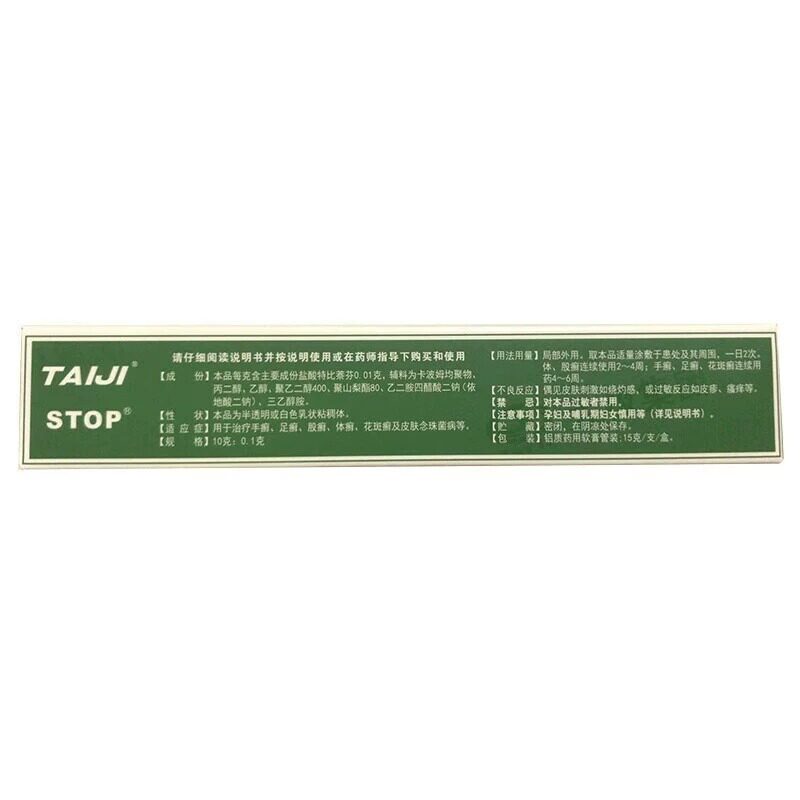 TAIJI®
STOP®
请仔细阅读说明书并按说明使用或在药师指导下购买和使用
【成 份】本品每克含主要成份盐酸特比萘芬0.01克，辅料为卡波姆均聚物、
丙二醇、乙醇、聚乙二醇400、聚山梨酯80、乙二胺四醋酸二钠（依
地酸二钠）、三乙醇胺。
【性 状】本品为半透明或白色乳状粘稠体。
【适 应 症】用于治疗手癣、足癣、股癣、体癣、花斑癣及皮肤念珠菌病等。
【规 格】10克：0.1克
【用法用量】局部外用。取本品适量涂敷于患处及其周围，一日2次。
体、股癣连续使用2～4周；手癣、足癣、花斑癣连续用
药4～6周。
【不良反应】偶见皮肤刺激如烧灼感，或过敏反应如皮疹、瘙痒等。
【禁 忌】对本品过敏者禁用。
【注意事项】孕妇及哺乳期妇女慎用等（详见说明书）。
【贮 藏】密闭，在阴凉处保存。
【包 装】铝质药用软膏管装；15克/支/盒。